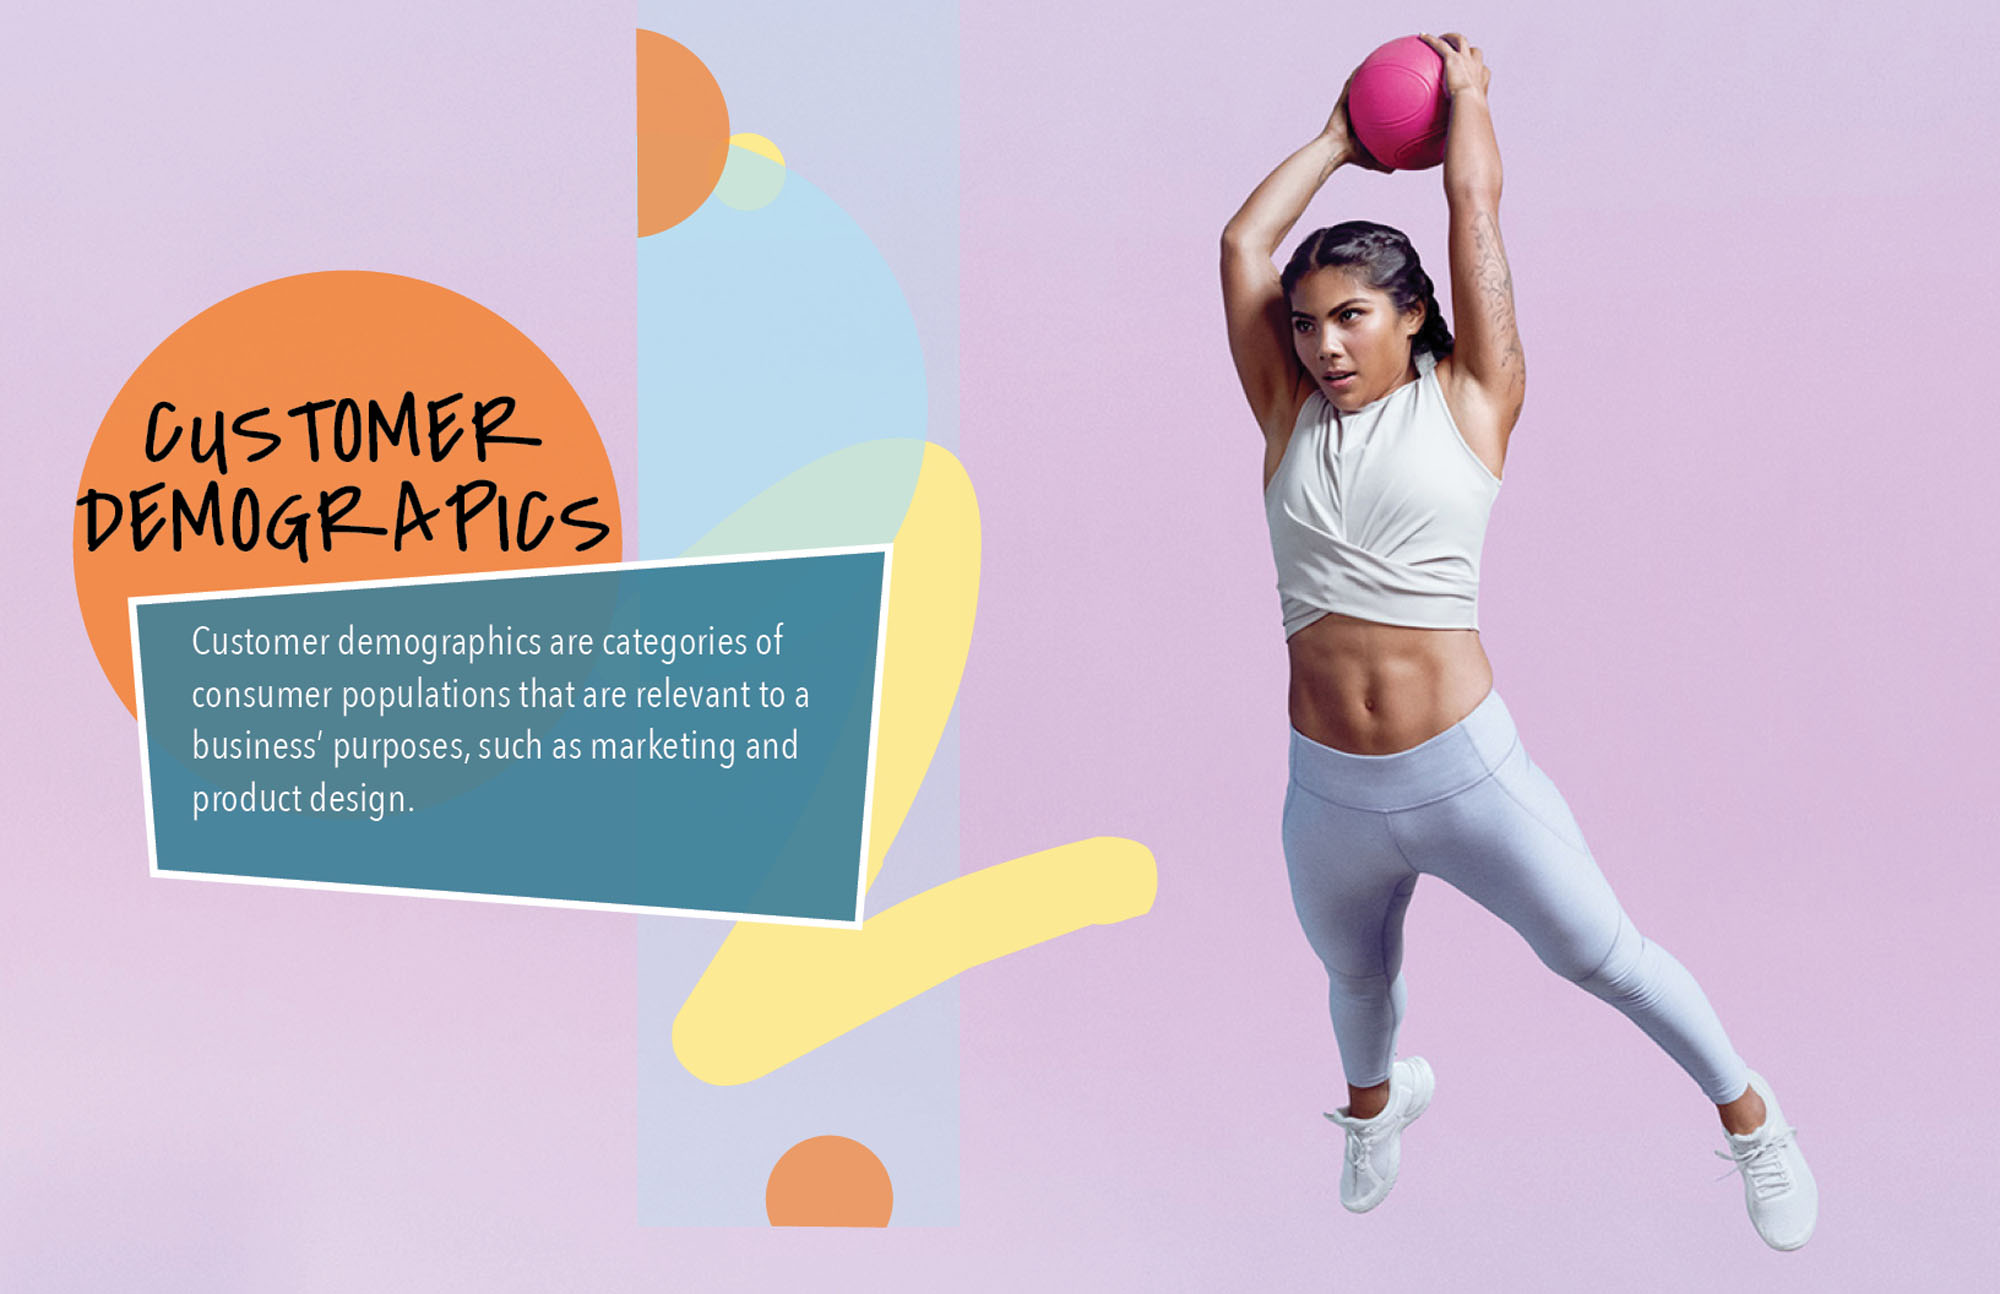 CUSTOMER
DEMOGRAPICS
Customer demographics are categories of
consumer populations that are relevant to a
business’ purposes, such as marketing and
product design.